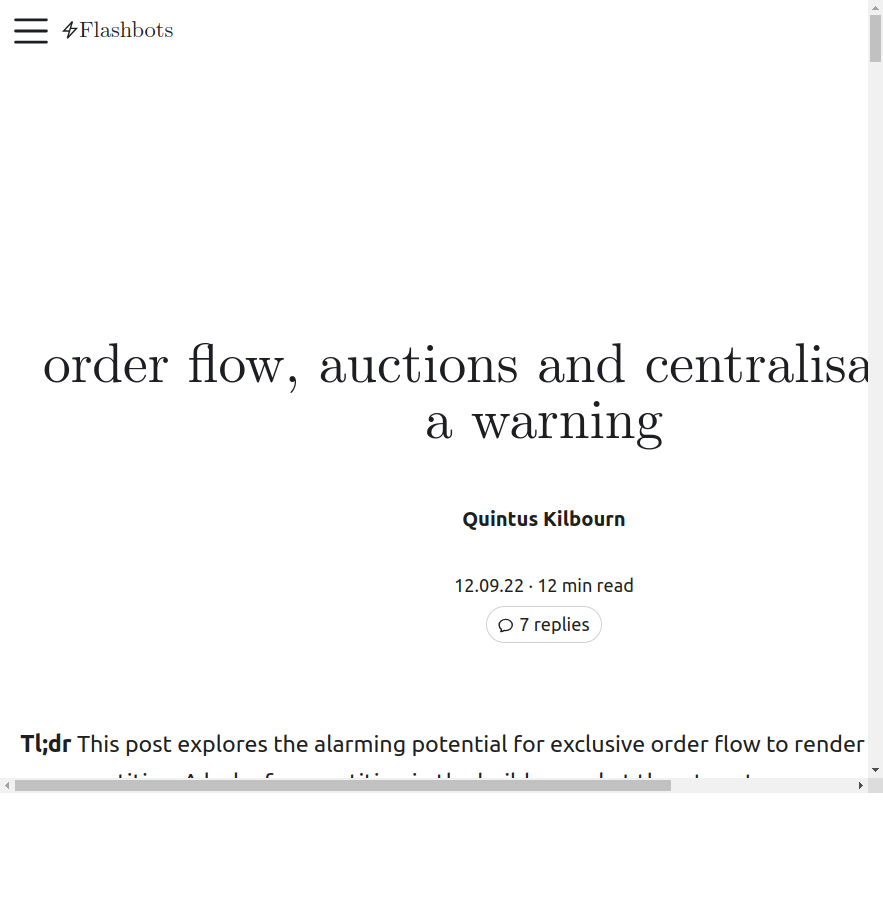 Flashbots
order flow, auctions and centralisa
a warning
Quintus Kilbourn
12.09.22 · 12 min read
7 replies
Tl;dr This post explores the alarming potential for exclusive order flow to render